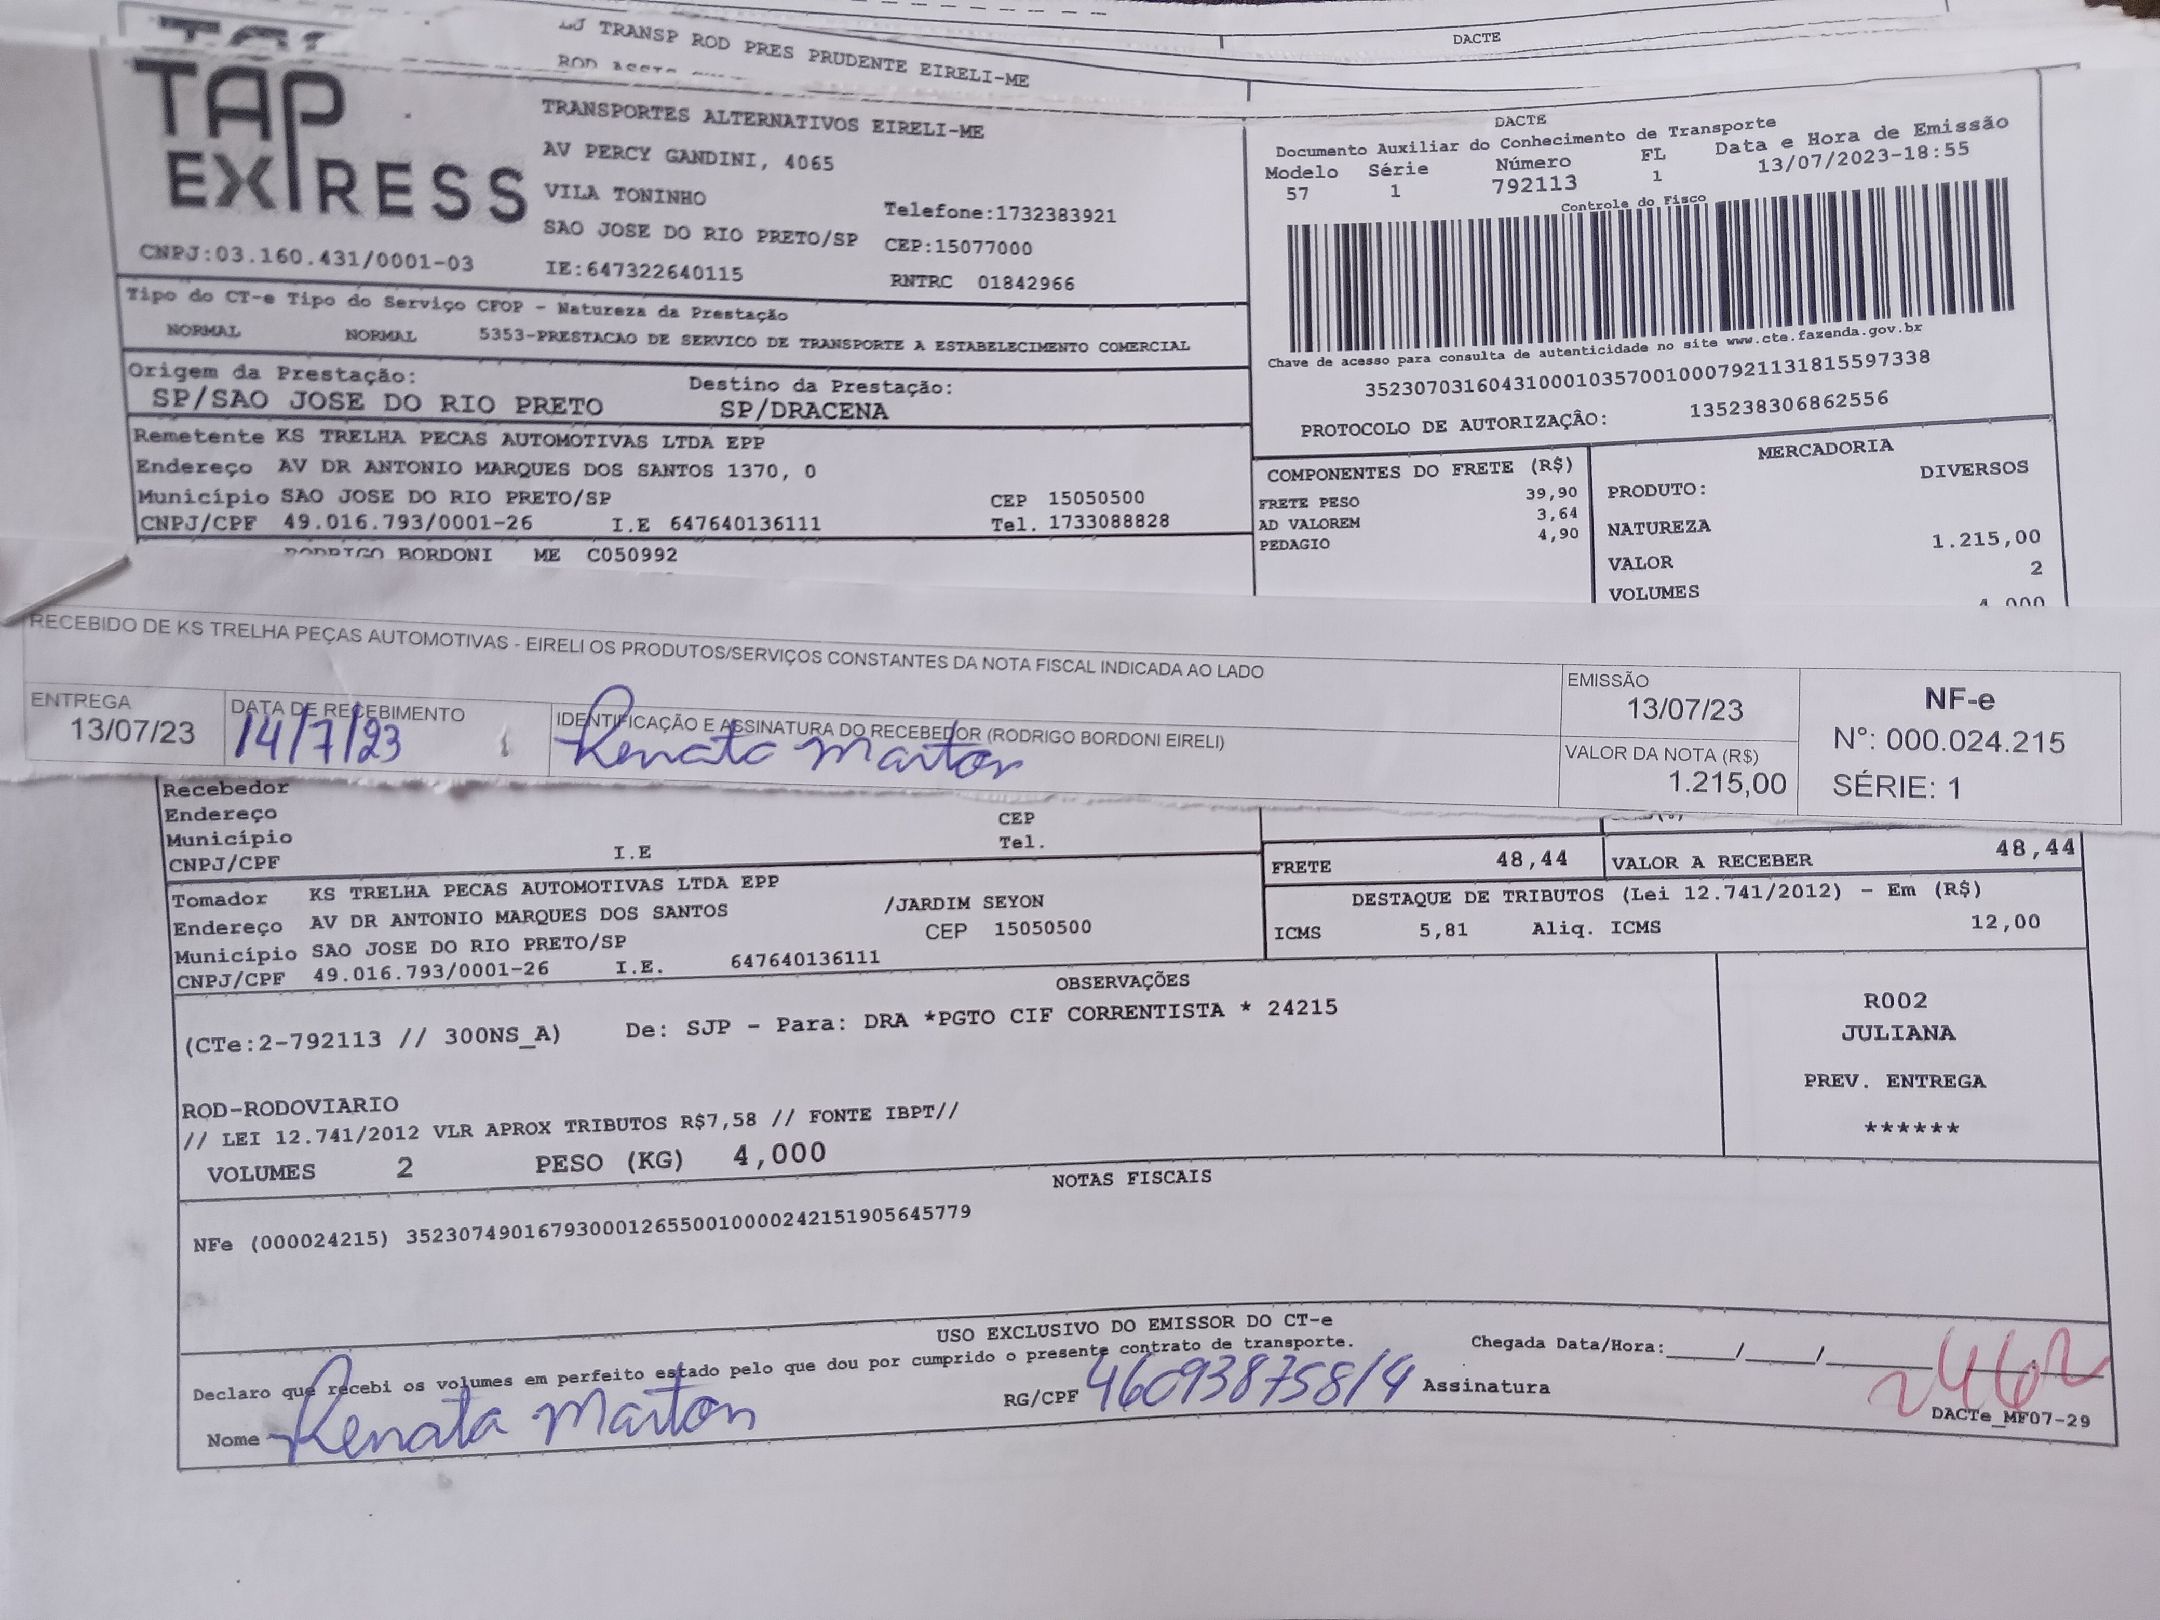 LJ TRANSP ROD PRES PRUDENTE EIRELI-ME
DACTE
TAP EXPRESS
CNPJ:03.160.431/0001-03
TRANSPORTES ALTERNATIVOS EIRELI-ME
AV PERCY GANDINI, 4065
VILA TONINHO
Telefone:1732383921
SAO JOSE DO RIO PRETO/SP CEP:15077000
IE:647322640115 RNTRC 01842966
DACTE
Documento Auxiliar do Conhecimento de Transporte
Modelo Série Número FL Data e Hora de Emissão
57 1 792113 1 13/07/2023-18:55
Controle do Fisco
Chave de acesso para consulta de autenticidade no site www.cte.fazenda.gov.br
35230703160431000103570010007921131815597338
PROTOCOLO DE AUTORIZAÇÃO: 135238306862556
Tipo do CT-e Tipo do Serviço CFOP - Natureza da Prestação
NORMAL NORMAL 5353-PRESTACAO DE SERVICO DE TRANSPORTE A ESTABELECIMENTO COMERCIAL
Origem da Prestação: Destino da Prestação:
SP/SAO JOSE DO RIO PRETO SP/DRACENA
Remetente KS TRELHA PECAS AUTOMOTIVAS LTDA EPP
Endereço AV DR ANTONIO MARQUES DOS SANTOS 1370, 0
Município SAO JOSE DO RIO PRETO/SP CEP 15050500
CNPJ/CPF 49.016.793/0001-26 I.E 647640136111 Tel. 1733088828
RODRIGO BORDONI ME C050992
COMPONENTES DO FRETE (R$)
FRETE PESO 39,90
AD VALOREM 3,64
PEDAGIO 4,90
MERCADORIA
PRODUTO: DIVERSOS
NATUREZA
VALOR 1.215,00
VOLUMES 2
4,000
RECEBIDO DE KS TRELHA PEÇAS AUTOMOTIVAS - EIRELI OS PRODUTOS/SERVIÇOS CONSTANTES DA NOTA FISCAL INDICADA AO LADO
ENTREGA
13/07/23
DATA DE RECEBIMENTO
14/7/23
IDENTIFICAÇÃO E ASSINATURA DO RECEBEDOR (RODRIGO BORDONI EIRELI)
Renata Marton
EMISSÃO
13/07/23
VALOR DA NOTA (R$)
1.215,00
NF-e
Nº: 000.024.215
SÉRIE: 1
Recebedor
Endereço
Município CEP
CNPJ/CPF I.E Tel.
FRETE 48,44 VALOR A RECEBER 48,44
Tomador KS TRELHA PECAS AUTOMOTIVAS LTDA EPP
Endereço AV DR ANTONIO MARQUES DOS SANTOS /JARDIM SEYON
Município SAO JOSE DO RIO PRETO/SP CEP 15050500
CNPJ/CPF 49.016.793/0001-26 I.E. 647640136111
DESTAQUE DE TRIBUTOS (Lei 12.741/2012) - Em (R$)
ICMS 5,81 Aliq. ICMS 12,00
OBSERVAÇÕES
(CTe:2-792113 // 300NS_A) De: SJP - Para: DRA *PGTO CIF CORRENTISTA * 24215
ROD-RODOVIARIO
// LEI 12.741/2012 VLR APROX TRIBUTOS R$7,58 // FONTE IBPT//
VOLUMES 2 PESO (KG) 4,000
R002
JULIANA
PREV. ENTREGA
******
NOTAS FISCAIS
NFe (000024215) 35230749016793000126550010000242151905645779
USO EXCLUSIVO DO EMISSOR DO CT-e
Declaro que recebi os volumes em perfeito estado pelo que dou por cumprido o presente contrato de transporte.
Chegada Data/Hora:____/____/____
Nome Renata Marton RG/CPF 460938758/4 Assinatura
2462
DACTe_MF07-29